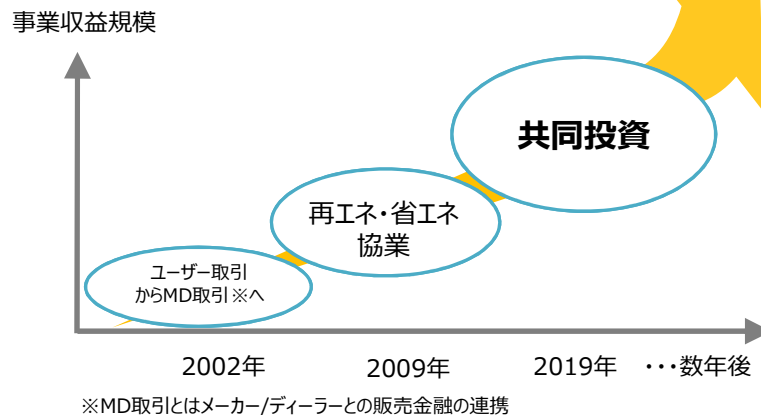 事業収益規模
共同投資
再エネ・省エネ
協業
ユーザー取引
からMD取引※へ
2002年
2009年
2019年
・・・数年後
※MD取引とはメーカー/ディーラーとの販売金融の連携